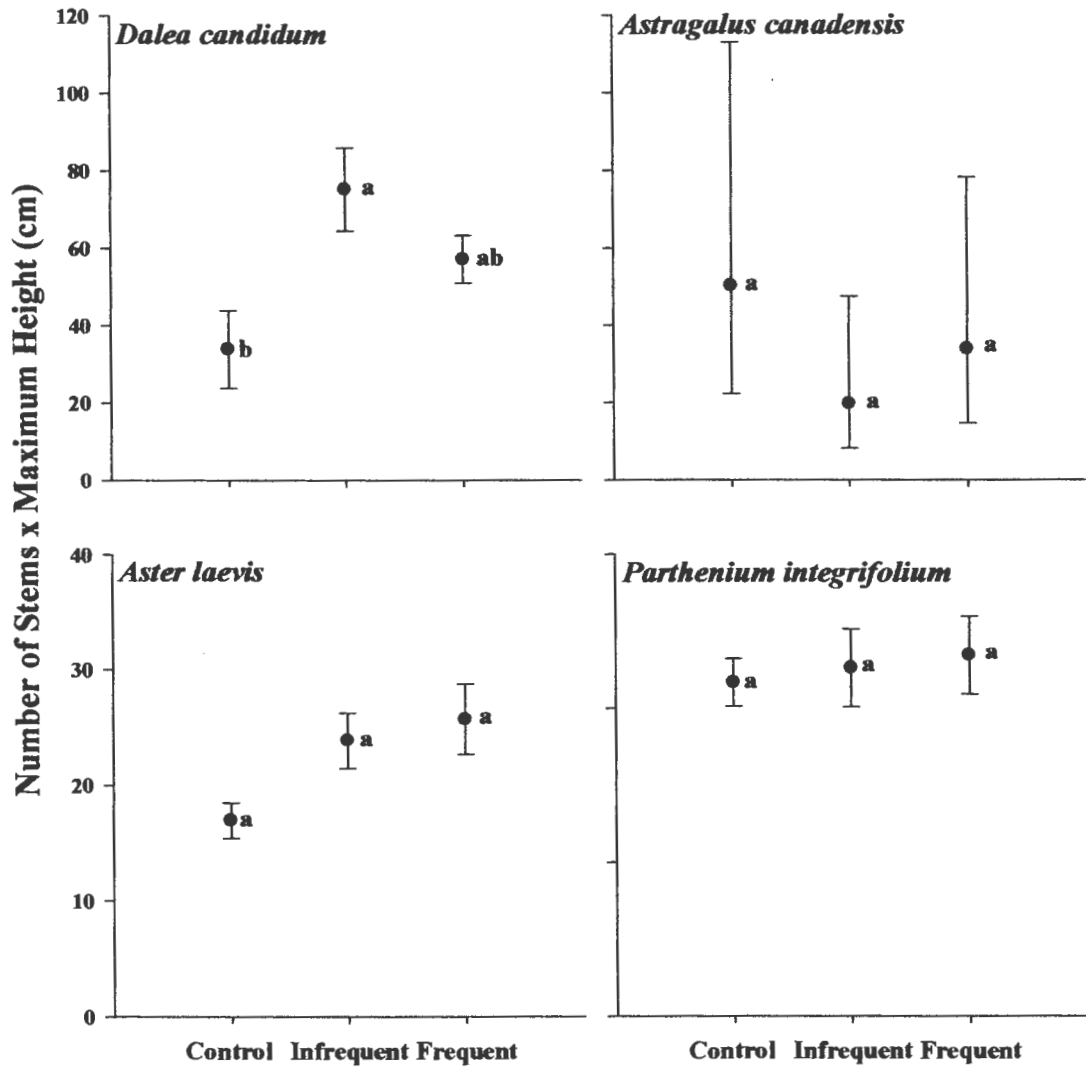 Number of Stems x Maximum Height (cm)
Dalea candidum
120
100
80
60
40
20
0
b
a
ab
Astragalus canadensis
a
a
a
Aster laevis
40
30
20
10
0
a
a
a
Control Infrequent Frequent
Parthenium integrifolium
a
a
a
Control Infrequent Frequent